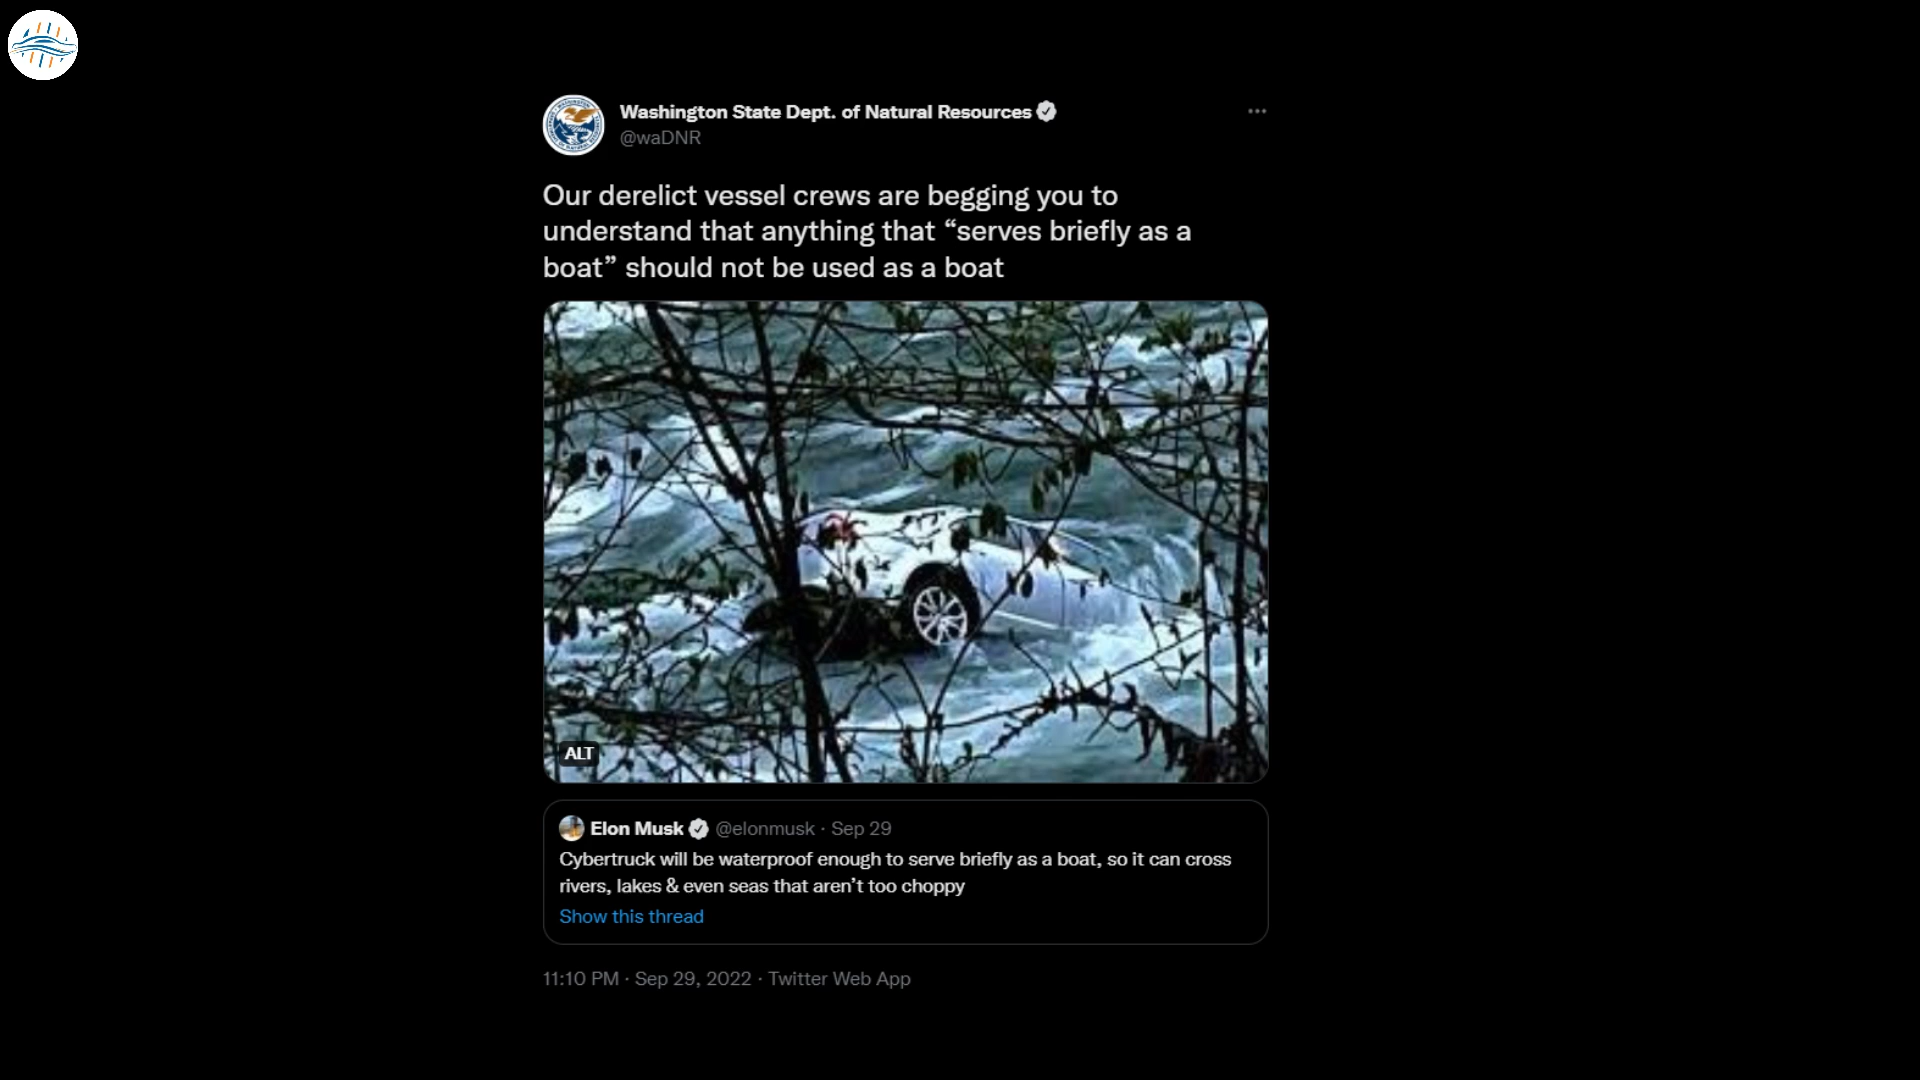 Washington State Dept. of Natural Resources
@waDNR
Our derelict vessel crews are begging you to
understand that anything that “serves briefly as a
boat” should not be used as a boat
ALT
Elon Musk @elonmusk · Sep 29
Cybertruck will be waterproof enough to serve briefly as a boat, so it can cross
rivers, lakes & even seas that aren’t too choppy
Show this thread
11:10 PM · Sep 29, 2022 · Twitter Web App